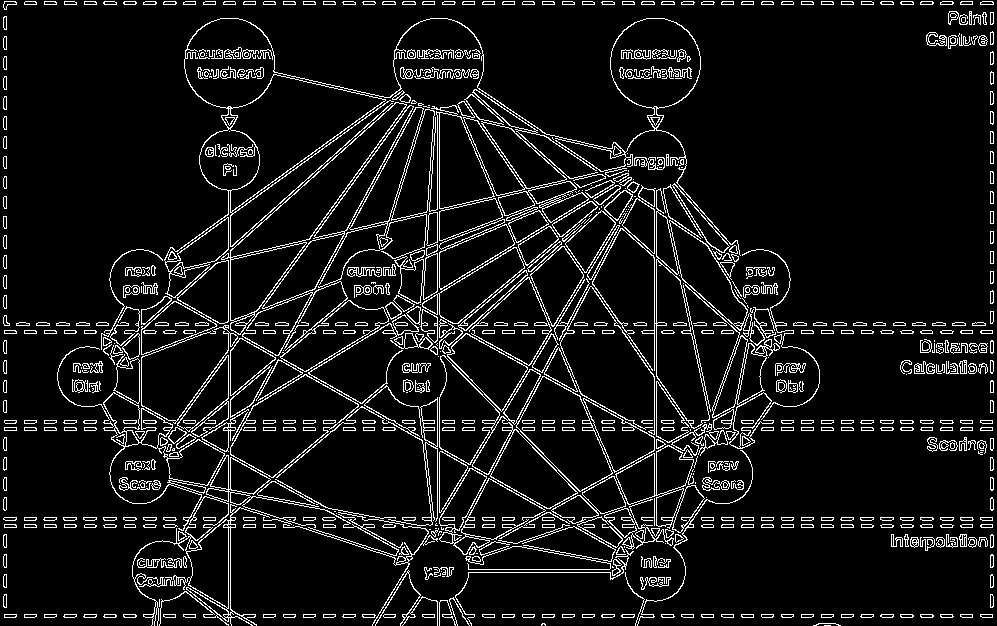 Point
Capture
mousedown
touchend
mousemove,
touchmove
mouseup,
touchstart
clicked
Pt
dragging
next
point
current
point
prev
point
Distance
Calculation
next
Dist
curr
Dist
prev
Dist
Scoring
next
Score
prev
Score
Interpolation
current
Country
year
inter
year